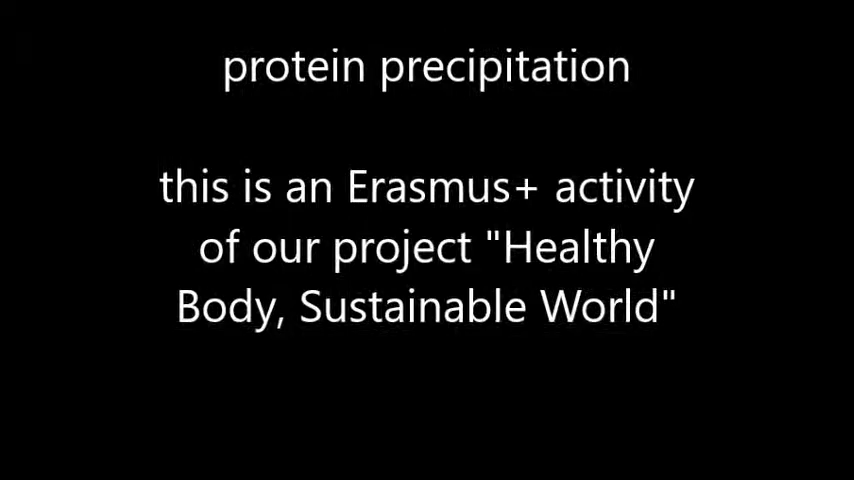 protein precipitation
this is an Erasmus+ activity
of our project "Healthy
Body, Sustainable World"